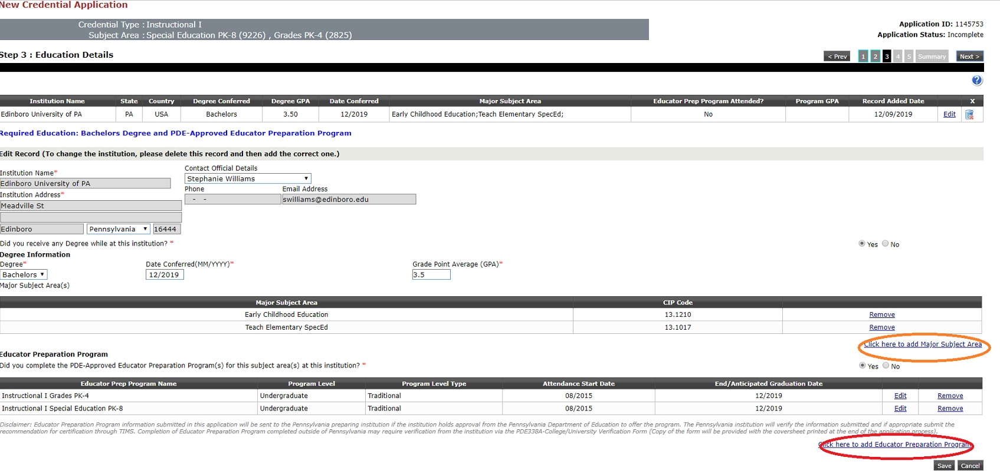 New Credential Application
Credential Type : Instructional I
Subject Area : Special Education PK-8 (9226) , Grades PK-4 (2825)
Application ID: 1145753
Application Status: Incomplete
Step 3 : Education Details
< Prev 1 2 3 4 5 Summary Next >
?
Institution Name State Country Degree Conferred Degree GPA Date Conferred Major Subject Area Educator Prep Program Attended? Program GPA Record Added Date X
Edinboro University of PA PA USA Bachelors 3.50 12/2019 Early Childhood Education;Teach Elementary SpecEd; No 12/09/2019 Edit
Required Education: Bachelors Degree and PDE-Approved Educator Preparation Program
Edit Record (To change the institution, please delete this record and then add the correct one.)
Institution Name*
Edinboro University of PA
Contact Official Details
Stephanie Williams
Phone Email Address
- - swilliams@edinboro.edu
Institution Address*
Meadville St
Edinboro Pennsylvania 16444
Did you receive any Degree while at this institution? * Yes No
Degree Information
Degree* Date Conferred(MM/YYYY)* Grade Point Average (GPA)*
Bachelors 12/2019 3.5
Major Subject Area(s)
Major Subject Area CIP Code
Early Childhood Education 13.1210 Remove
Teach Elementary SpecEd 13.1017 Remove
Click here to add Major Subject Area
Educator Preparation Program
Did you complete the PDE-Approved Educator Preparation Program(s) for this subject area(s) at this institution? * Yes No
Educator Prep Program Name Program Level Program Level Type Attendance Start Date End/Anticipated Graduation Date
Instructional I Grades PK-4 Undergraduate Traditional 08/2015 12/2019 Edit Remove
Instructional I Special Education PK-8 Undergraduate Traditional 08/2015 12/2019 Edit Remove
Disclaimer: Educator Preparation Program information submitted in this application will be sent to the Pennsylvania preparing institution if the institution holds approval from the Pennsylvania Department of Education to offer the program. The Pennsylvania institution will verify the information submitted and if appropriate submit the
recommendation for certification through TIMS. Completion of Educator Preparation Program completed outside of Pennsylvania may require verification from the institution via the PDE338A-College/University Verification Form (Copy of the form will be provided with the coversheet printed at the end of the application process).
Click here to add Educator Preparation Program
Save Cancel